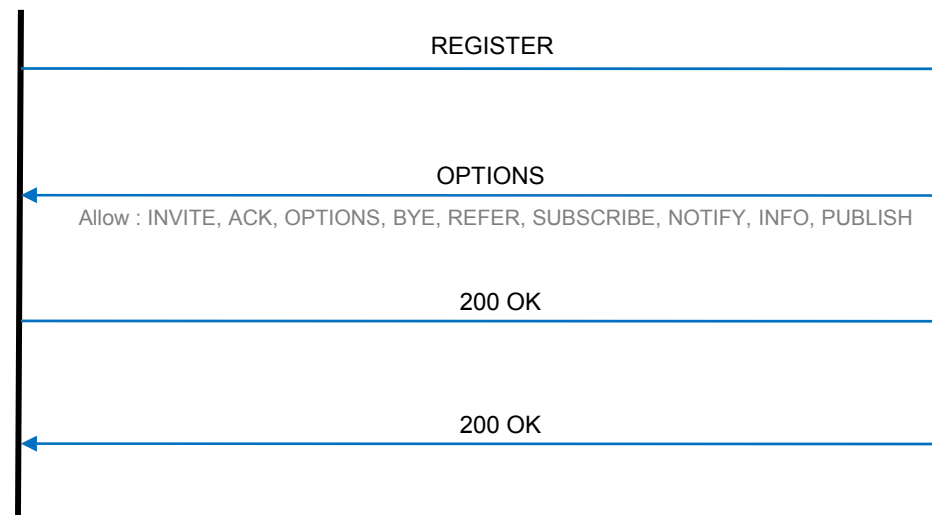 REGISTER
OPTIONS
Allow : INVITE, ACK, OPTIONS, BYE, REFER, SUBSCRIBE, NOTIFY, INFO, PUBLISH
200 OK
200 OK